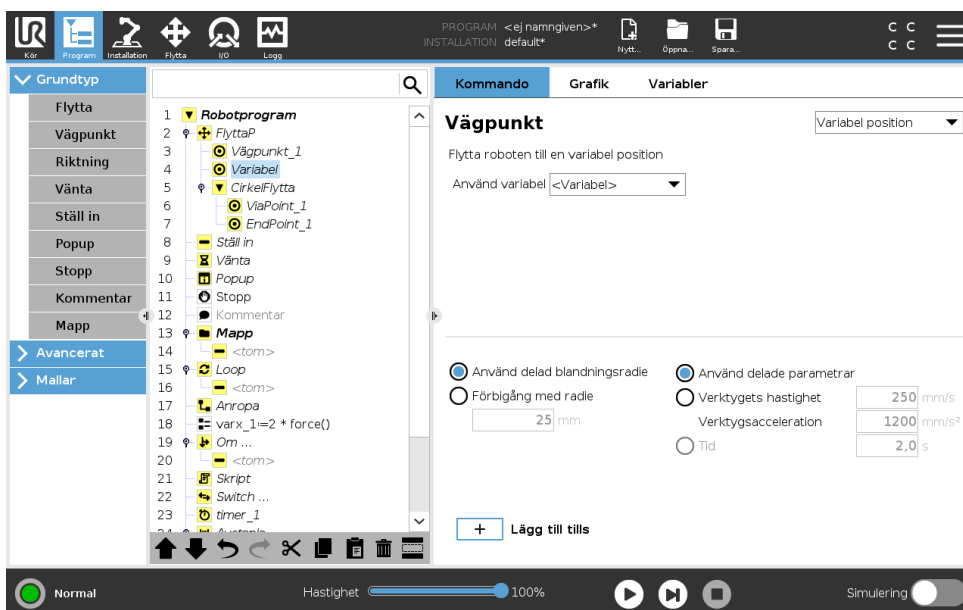 UR
PROGRAM <ej namngiven>*
INSTALLATION default*
Kör
Program
Installation
Flytta
I/O
Logg
Nytt...
Öppna...
Spara...
C C
C C
Grundtyp
Flytta
Vägpunkt
Riktning
Vänta
Ställ in
Popup
Stopp
Kommentar
Mapp
Avancerat
Mallar
1 Robotprogram
2 FlyttaP
3 Vägpunkt_1
4 Variabel
5 CirkelFlytta
6 ViaPoint_1
7 EndPoint_1
8 Ställ in
9 Vänta
10 Popup
11 Stopp
12 Kommentar
13 Mapp
14 <tom>
15 Loop
16 <tom>
17 Anropa
18 varx_1:=2 * force()
19 Om ...
20 <tom>
21 Skript
22 Switch ...
23 timer_1
Kommando
Grafik
Variabler
Vägpunkt
Variabel position
Flytta roboten till en variabel position
Använd variabel <Variabel>
Använd delad blandningsradie
Förbigång med radie
25 mm
Använd delade parametrar
Verktygets hastighet 250 mm/s
Verktygsacceleration 1200 mm/s²
Tid 2,0 s
+ Lägg till tills
Normal
Hastighet 100%
Simulering